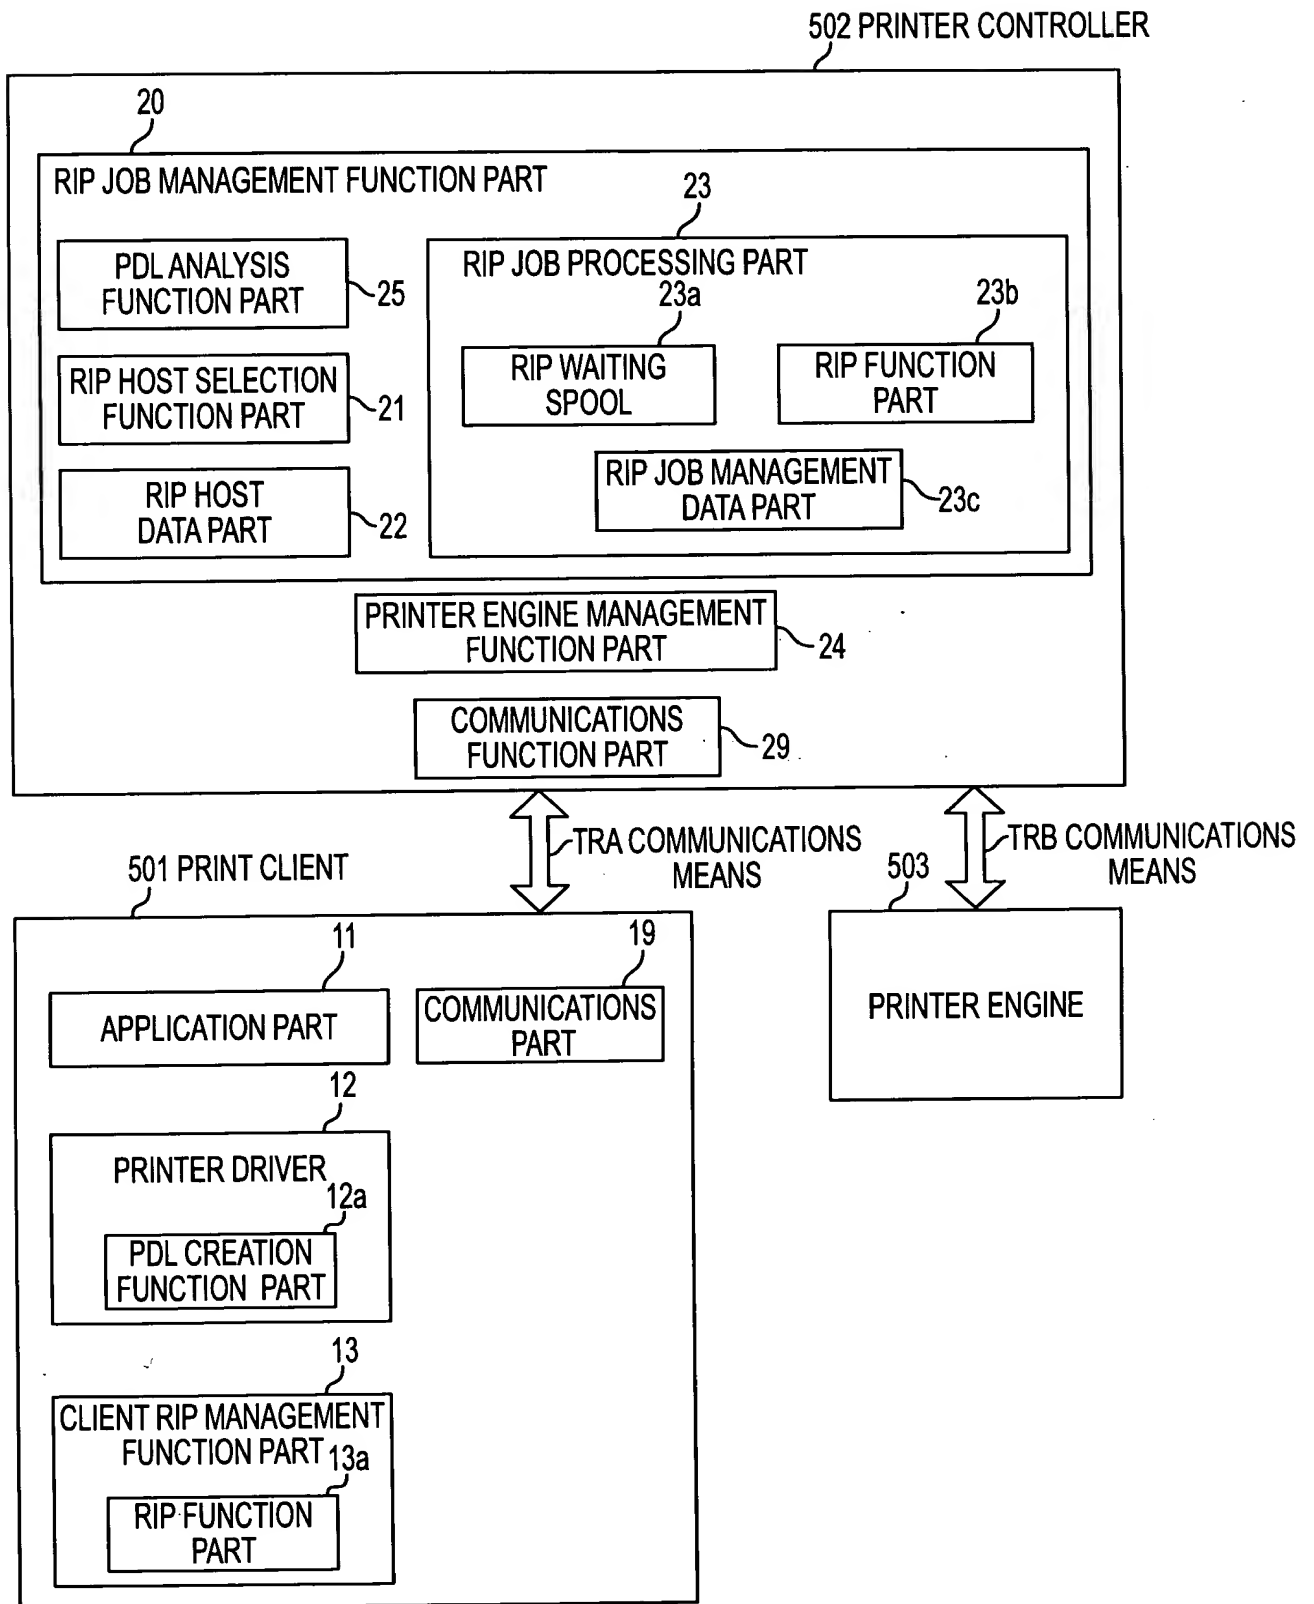 502 PRINTER CONTROLLER
20
RIP JOB MANAGEMENT FUNCTION PART
PDL ANALYSIS
FUNCTION PART
25
RIP HOST SELECTION
FUNCTION PART
21
RIP HOST
DATA PART
22
23
RIP JOB PROCESSING PART
23a
RIP WAITING
SPOOL
23b
RIP FUNCTION
PART
RIP JOB MANAGEMENT
DATA PART
23c
PRINTER ENGINE MANAGEMENT
FUNCTION PART
24
COMMUNICATIONS
FUNCTION PART
29
TRA COMMUNICATIONS
MEANS
TRB COMMUNICATIONS
MEANS
501 PRINT CLIENT
11
APPLICATION PART
19
COMMUNICATIONS
PART
12
PRINTER DRIVER
12a
PDL CREATION
FUNCTION PART
13
CLIENT RIP MANAGEMENT
FUNCTION PART
13a
RIP FUNCTION
PART
503
PRINTER ENGINE